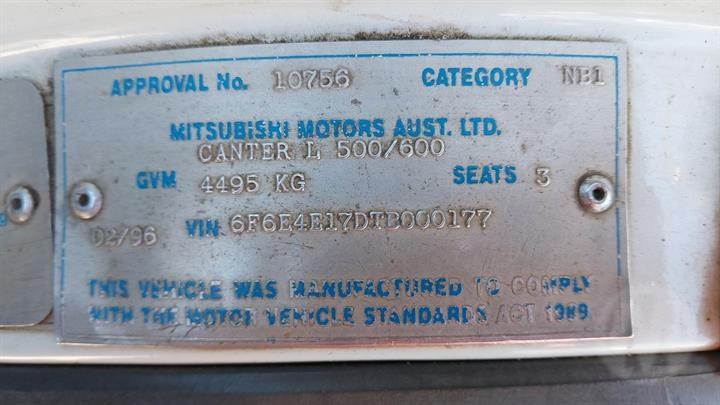 APPROVAL No. 10756 CATEGORY NB1
MITSUBISHI MOTORS AUST. LTD.
CANTER L 500/600
GVM 4495 KG SEATS 3
02/96 VIN 6F6E4E17DTB000177
THIS VEHICLE WAS MANUFACTURED TO COMPLY
WITH THE MOTOR VEHICLE STANDARDS ACT 1989